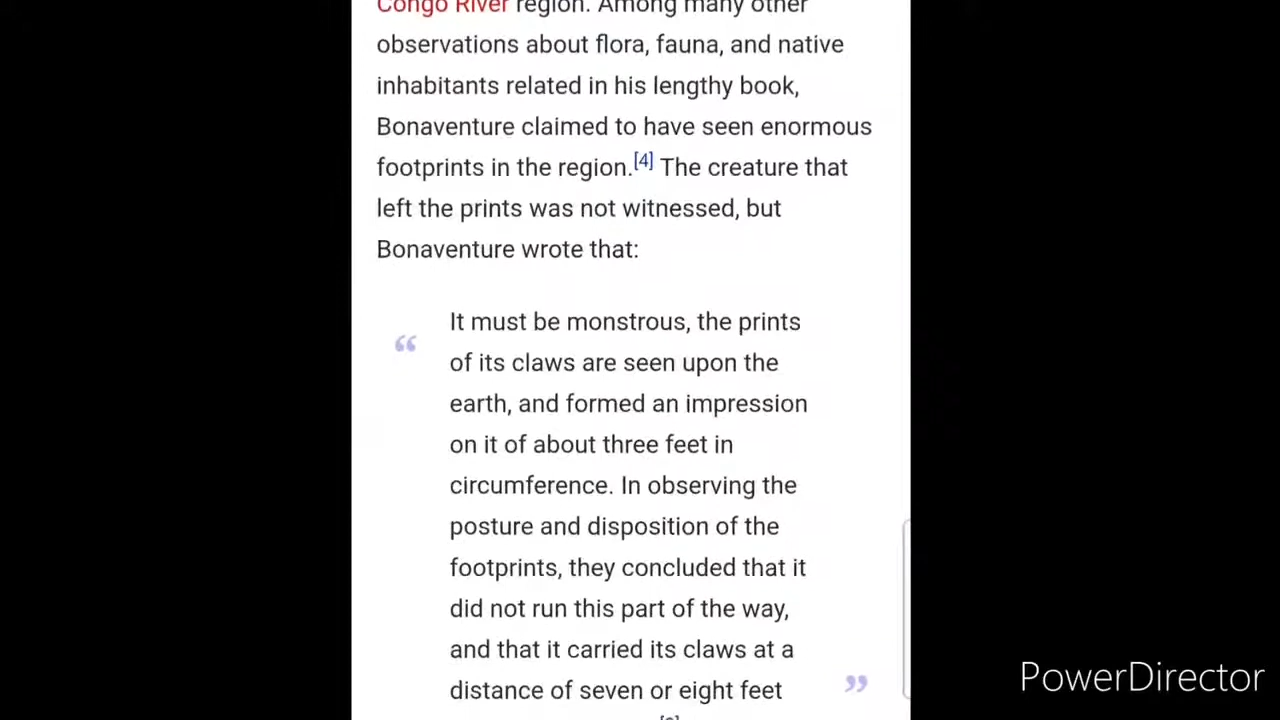 Congo River region. Among many other
observations about flora, fauna, and native
inhabitants related in his lengthy book,
Bonaventure claimed to have seen enormous
footprints in the region.[4] The creature that
left the prints was not witnessed, but
Bonaventure wrote that:
“ It must be monstrous, the prints
of its claws are seen upon the
earth, and formed an impression
on it of about three feet in
circumference. In observing the
posture and disposition of the
footprints, they concluded that it
did not run this part of the way,
and that it carried its claws at a
distance of seven or eight feet ”
PowerDirector